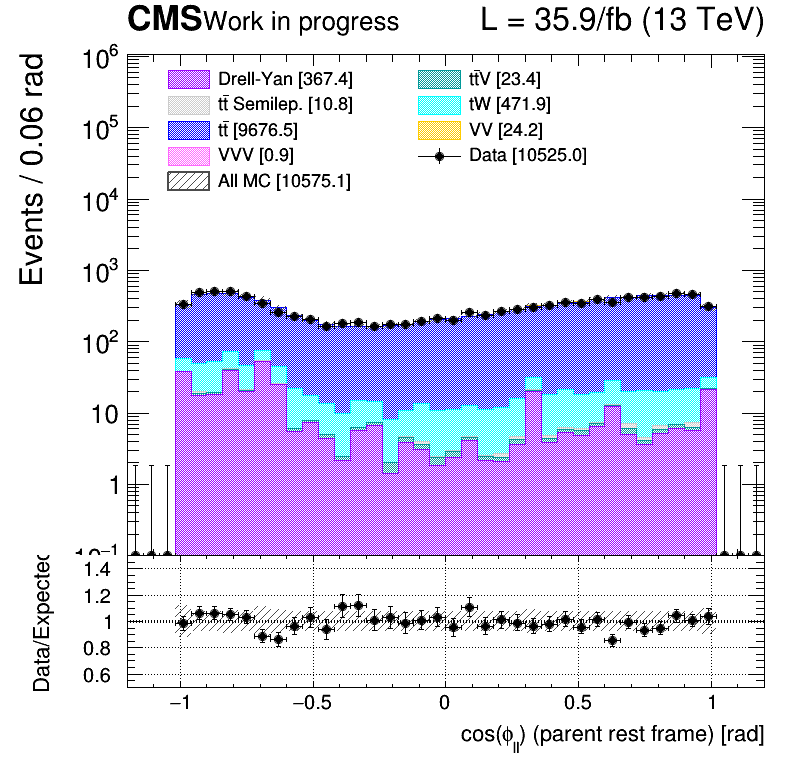 CMS Work in progress L = 35.9/fb (13 TeV)
Events / 0.06 rad
10⁶
10⁵
10⁴
10³
10²
10
1
10⁻¹
Drell-Yan [367.4]
tt̄ Semilep. [10.8]
tt̄ [9676.5]
VVV [0.9]
All MC [10575.1]
tt̄V [23.4]
tW [471.9]
VV [24.2]
Data [10525.0]
Data/Expected
1.4
1.2
1
0.8
0.6
−1 −0.5 0 0.5 1
cos(ϕ_ll) (parent rest frame) [rad]